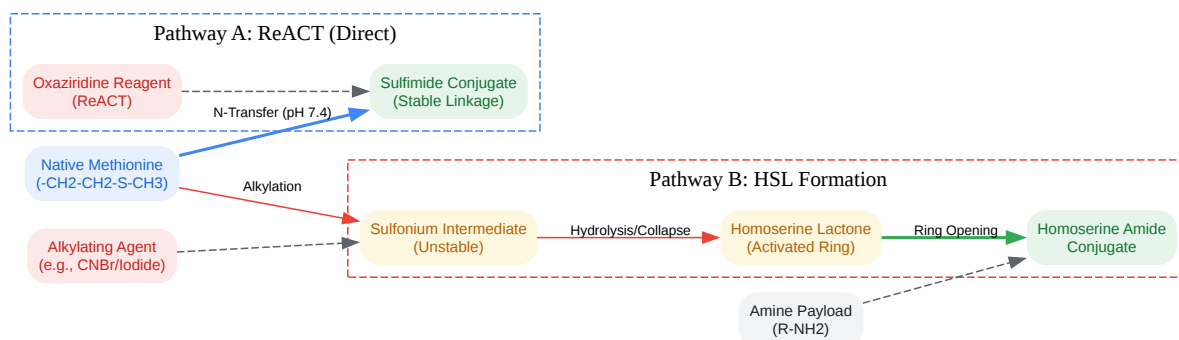 Pathway A: ReACT (Direct)
Oxaziridine Reagent
(ReACT)
Sulfimide Conjugate
(Stable Linkage)
N-Transfer (pH 7.4)
Native Methionine
(-CH2-CH2-S-CH3)
Alkylation
Pathway B: HSL Formation
Alkylating Agent
(e.g., CNBr/Iodide)
Sulfonium Intermediate
(Unstable)
Hydrolysis/Collapse
Homoserine Lactone
(Activated Ring)
Ring Opening
Homoserine Amide
Conjugate
Amine Payload
(R-NH2)